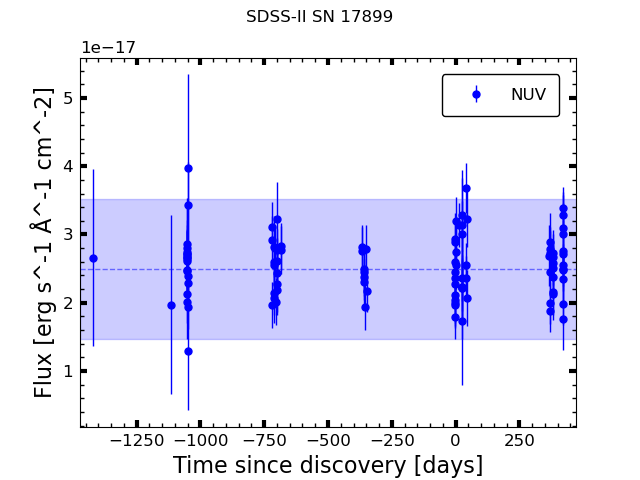 SDSS-II SN 17899
1e−17
NUV
5
4
3
2
1
Flux [erg s^-1 Å^-1 cm^-2]
−1250 −1000 −750 −500 −250 0 250
Time since discovery [days]